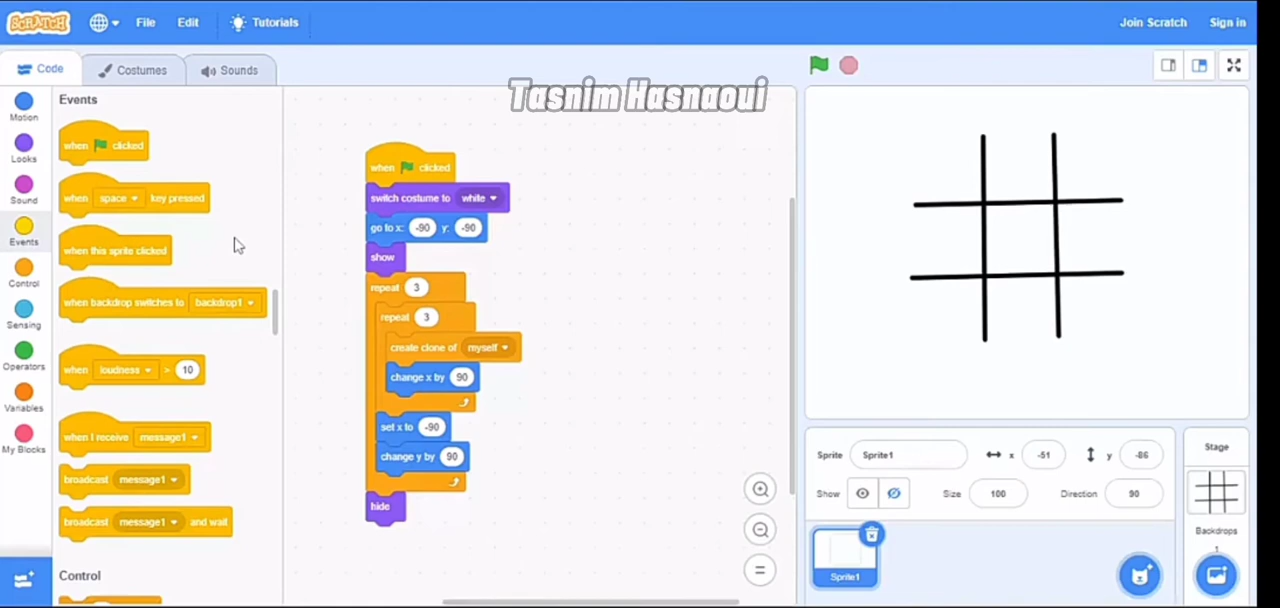 SCRATCH
File
Edit
Tutorials
Join Scratch
Sign in
Code
Costumes
Sounds
Tasnim Hasnaoui
Motion
Looks
Sound
Events
Control
Sensing
Operators
Variables
My Blocks
Events
when clicked
when space key pressed
when this sprite clicked
when backdrop switches to backdrop1
when loudness > 10
when I receive message1
broadcast message1
broadcast message1 and wait
Control
when clicked
switch costume to white
go to x: -90 y: -90
show
repeat 3
repeat 3
create clone of myself
change x by 90
set x to -90
change y by 90
hide
Sprite Sprite1 x -51 y -86
Show Size 100 Direction 90
Sprite1
Stage
Backdrops
1